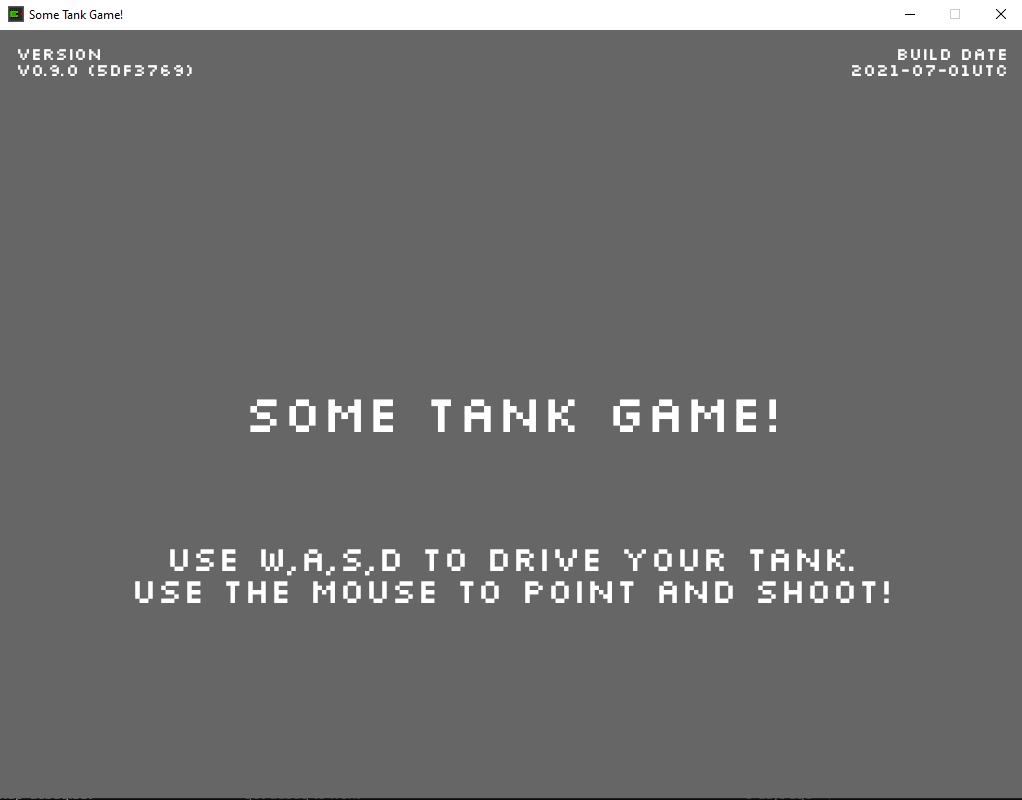 Some Tank Game!
VERSION
V0.9.0 (5DF3769)
BUILD DATE
2021-07-01UTC
SOME TANK GAME!
USE W,A,S,D TO DRIVE YOUR TANK.
USE THE MOUSE TO POINT AND SHOOT!